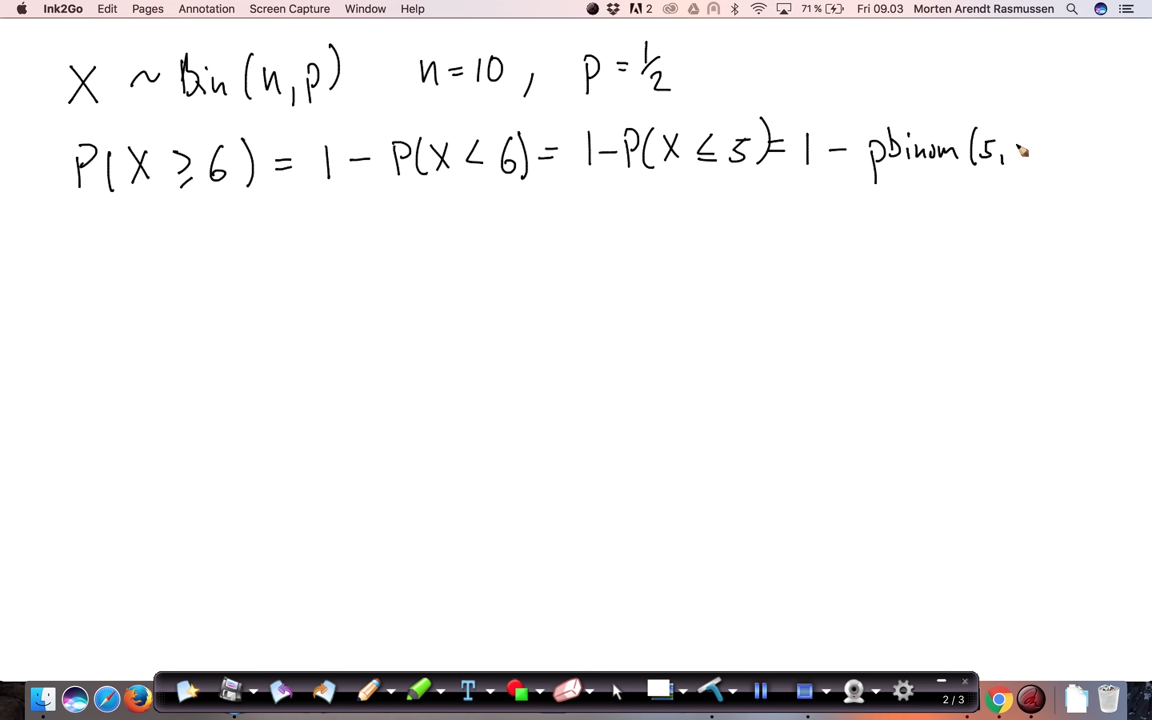 Ink2Go Edit Pages Annotation Screen Capture Window Help 2 71% Fri 09.03 Morten Arendt Rasmussen
X ~ Bin(n,p) n=10, p=1/2
P(X ≥ 6) = 1 - P(X < 6) = 1-P(X ≤ 5) = 1 - pbinom(5,
2/3